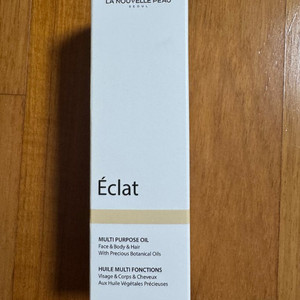 LA NOUVELLE PEAU
SEOUL
Éclat
MULTI PURPOSE OIL
Face & Body & Hair
With Precious Botanical Oils
HUILE MULTI FONCTIONS
Visage & Corps & Cheveux
Aux Huile Végétales Précieuses